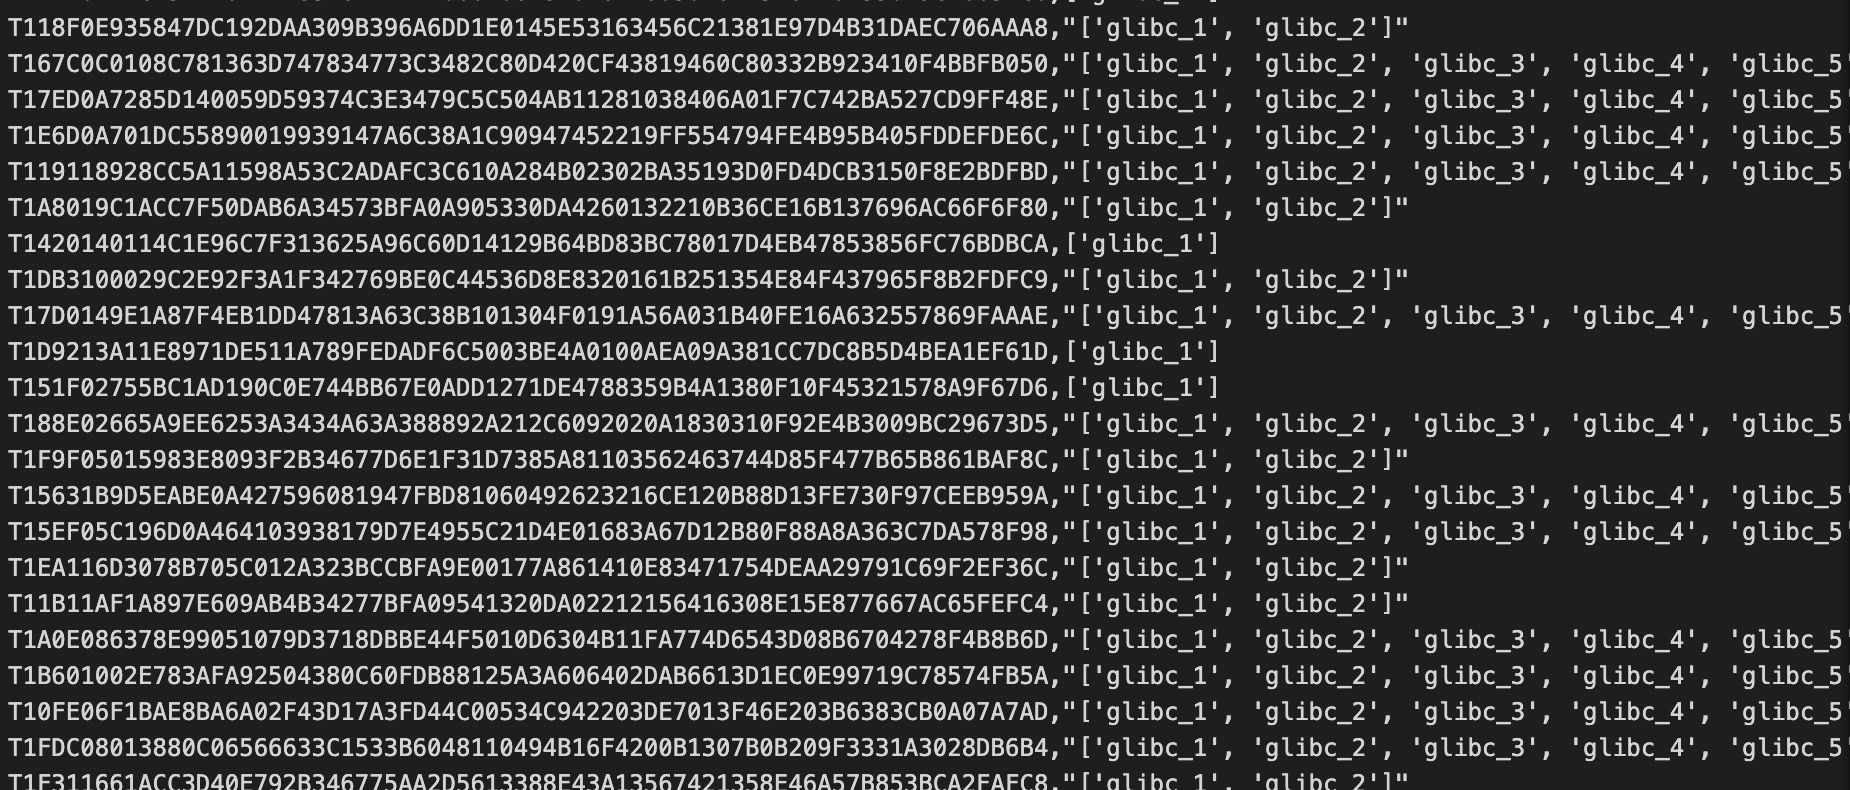 ['glibc_1']
T118F0E935847DC192DAA309B396A6DD1E0145E53163456C21381E97D4B31DAEC706AAA8,"['glibc_1', 'glibc_2']"
T167C0C0108C781363D747834773C3482C80D420CF43819460C80332B923410F4BBFB050,"['glibc_1', 'glibc_2', 'glibc_3', 'glibc_4', 'glibc_5'
T17ED0A7285D140059D59374C3E3479C5C504AB11281038406A01F7C742BA527CD9FF48E,"['glibc_1', 'glibc_2', 'glibc_3', 'glibc_4', 'glibc_5'
T1E6D0A701DC55890019939147A6C38A1C90947452219FF554794FE4B95B405FDDEFDE6C,"['glibc_1', 'glibc_2', 'glibc_3', 'glibc_4', 'glibc_5'
T119118928CC5A11598A53C2ADAFC3C610A284B02302BA35193D0FD4DCB3150F8E2BDFBD,"['glibc_1', 'glibc_2', 'glibc_3', 'glibc_4', 'glibc_5'
T1A8019C1ACC7F50DAB6A34573BFA0A905330DA4260132210B36CE16B137696AC66F6F80,"['glibc_1', 'glibc_2']"
T1420140114C1E96C7F313625A96C60D14129B64BD83BC78017D4EB47853856FC76BDBCA,['glibc_1']
T1DB3100029C2E92F3A1F342769BE0C44536D8E8320161B251354E84F437965F8B2FDFC9,"['glibc_1', 'glibc_2']"
T17D0149E1A87F4EB1DD47813A63C38B101304F0191A56A031B40FE16A632557869FAAAE,"['glibc_1', 'glibc_2', 'glibc_3', 'glibc_4', 'glibc_5'
T1D9213A11E8971DE511A789FEDADF6C5003BE4A0100AEA09A381CC7DC8B5D4BEA1EF61D,['glibc_1']
T151F02755BC1AD190C0E744BB67E0ADD1271DE4788359B4A1380F10F45321578A9F67D6,['glibc_1']
T188E02665A9EE6253A3434A63A388892A212C6092020A1830310F92E4B3009BC29673D5,"['glibc_1', 'glibc_2', 'glibc_3', 'glibc_4', 'glibc_5'
T1F9F05015983E8093F2B34677D6E1F31D7385A81103562463744D85F477B65B861BAF8C,"['glibc_1', 'glibc_2']"
T15631B9D5EABE0A427596081947FBD81060492623216CE120B88D13FE730F97CEEB959A,"['glibc_1', 'glibc_2', 'glibc_3', 'glibc_4', 'glibc_5'
T15EF05C196D0A464103938179D7E4955C21D4E01683A67D12B80F88A8A363C7DA578F98,"['glibc_1', 'glibc_2', 'glibc_3', 'glibc_4', 'glibc_5'
T1EA116D3078B705C012A323BCCBFA9E00177A861410E83471754DEAA29791C69F2EF36C,"['glibc_1', 'glibc_2']"
T11B11AF1A897E609AB4B34277BFA09541320DA02212156416308E15E877667AC65FEFC4,"['glibc_1', 'glibc_2']"
T1A0E086378E99051079D3718DBBE44F5010D6304B11FA774D6543D08B6704278F4B8B6D,"['glibc_1', 'glibc_2', 'glibc_3', 'glibc_4', 'glibc_5'
T1B601002E783AFA92504380C60FDB88125A3A606402DAB6613D1EC0E99719C78574FB5A,"['glibc_1', 'glibc_2', 'glibc_3', 'glibc_4', 'glibc_5'
T10FE06F1BAE8BA6A02F43D17A3FD44C00534C942203DE7013F46E203B6383CB0A07A7AD,"['glibc_1', 'glibc_2', 'glibc_3', 'glibc_4', 'glibc_5'
T1FDC08013880C06566633C1533B6048110494B16F4200B1307B0B209F3331A3028DB6B4,"['glibc_1', 'glibc_2', 'glibc_3', 'glibc_4', 'glibc_5'
T1F311661ACC3D40E792B346775AA2D5613388E43A13567421358E46A57B853BCA2FAFC8,"['glibc_1', 'glibc_2']"